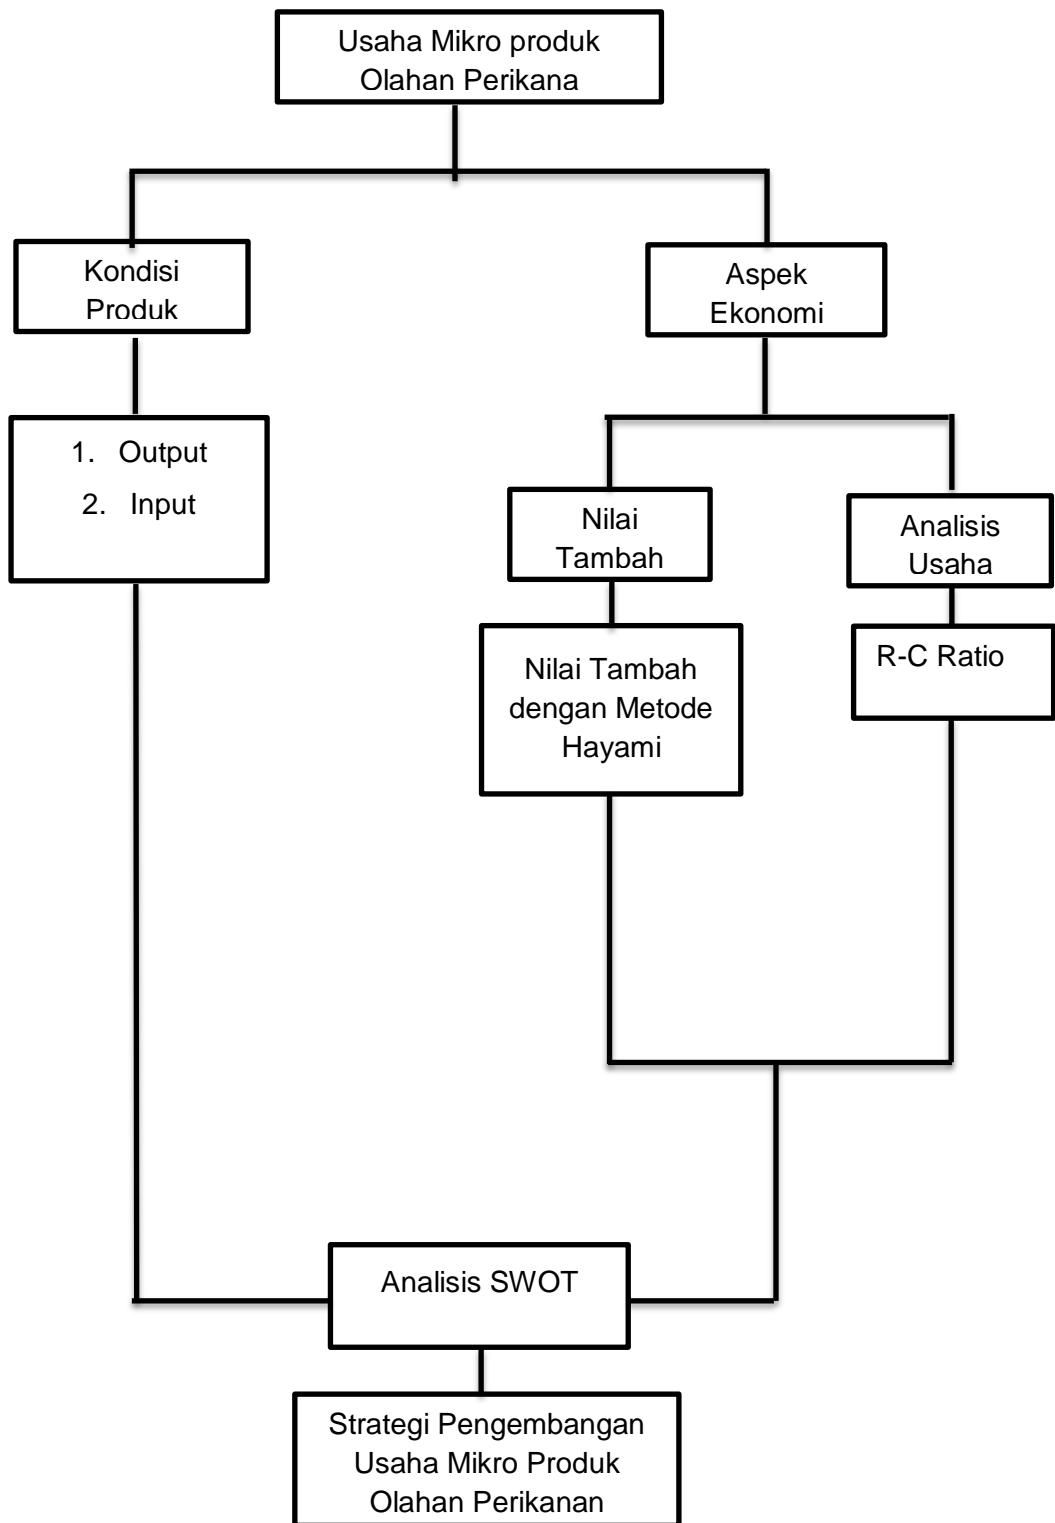 Usaha Mikro produk
Olahan Perikana
Kondisi
Produk
Aspek
Ekonomi
1. Output
2. Input
Nilai
Tambah
Analisis
Usaha
Nilai Tambah
dengan Metode
Hayami
R-C Ratio
Analisis SWOT
Strategi Pengembangan
Usaha Mikro Produk
Olahan Perikanan